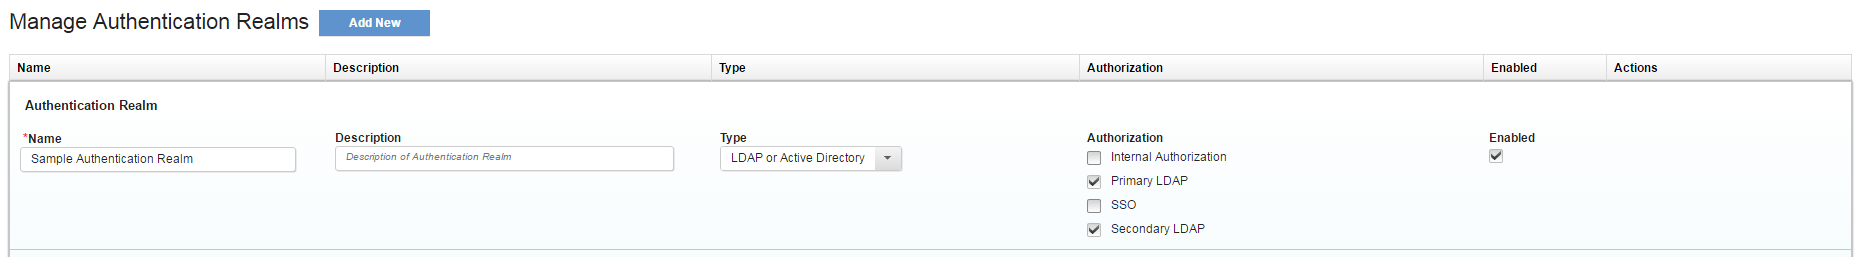 Manage Authentication Realms Add New
Name Description Type Authorization Enabled Actions
Authentication Realm
*Name Description Type Authorization Enabled
Sample Authentication Realm Description of Authentication Realm LDAP or Active Directory Internal Authorization
Primary LDAP
SSO
Secondary LDAP